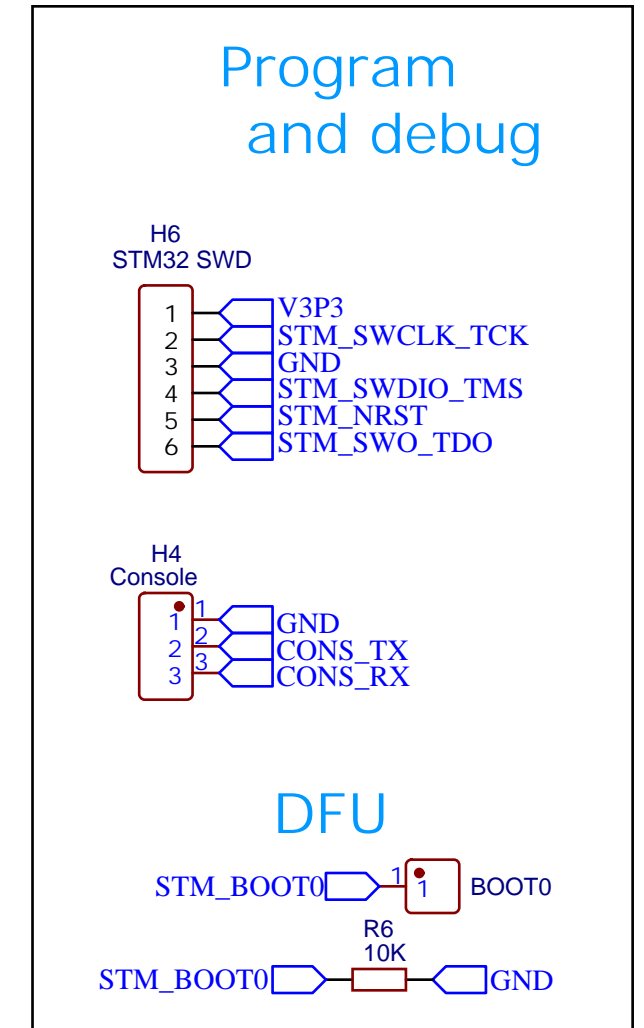 Program
and debug
H6
STM32 SWD
1 V3P3
2 STM_SWCLK_TCK
3 GND
4 STM_SWDIO_TMS
5 STM_NRST
6 STM_SWO_TDO
H4
Console
1 1 GND
2 2 CONS_TX
3 3 CONS_RX
DFU
STM_BOOT0 1 1 BOOT0
R6
10K
STM_BOOT0 GND